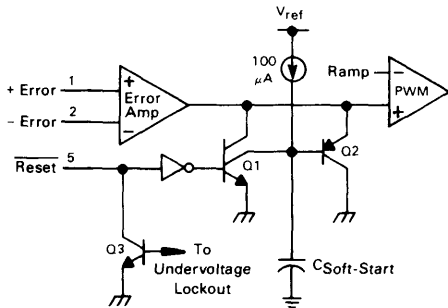 Vref
100
μA
Ramp
−
PWM
+
+ Error 1
+
Error
Amp
− Error 2
−
Reset 5
Q1
Q2
Q3
To
Undervoltage
Lockout
CSoft-Start